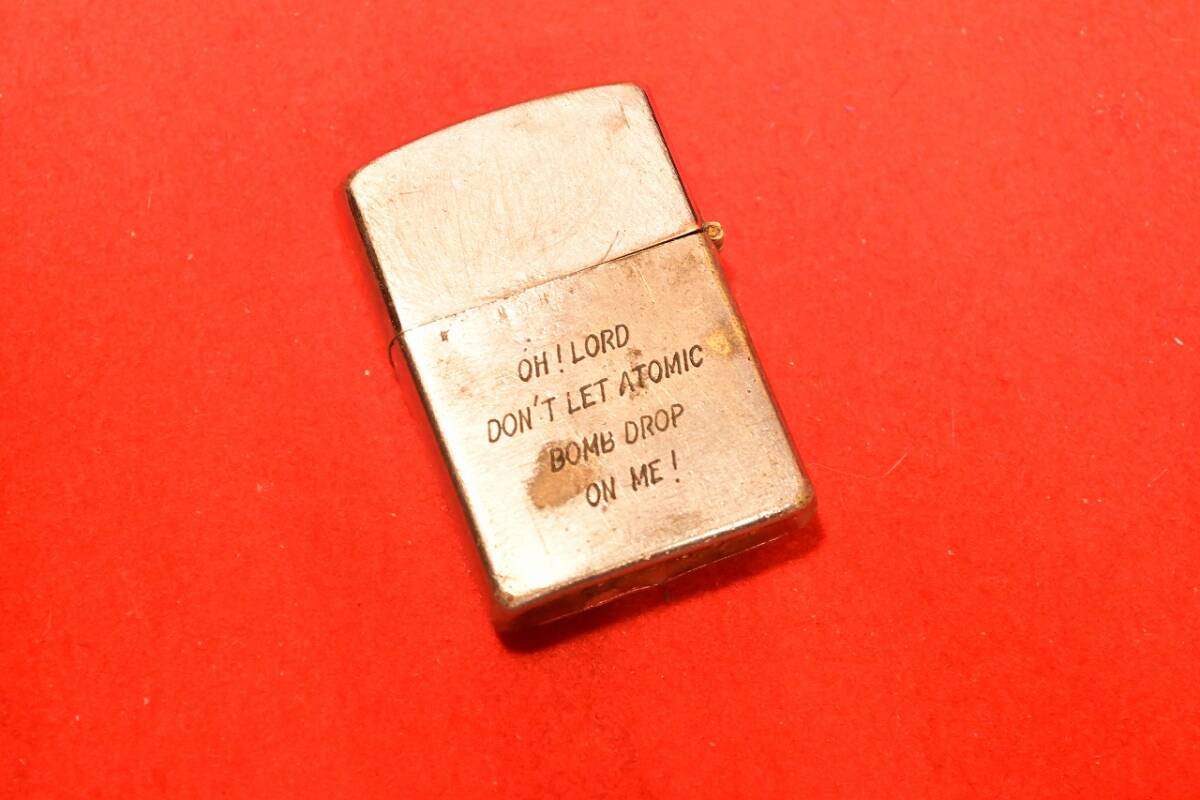 OH! LORD
DON'T LET ATOMIC
BOMB DROP
ON ME!